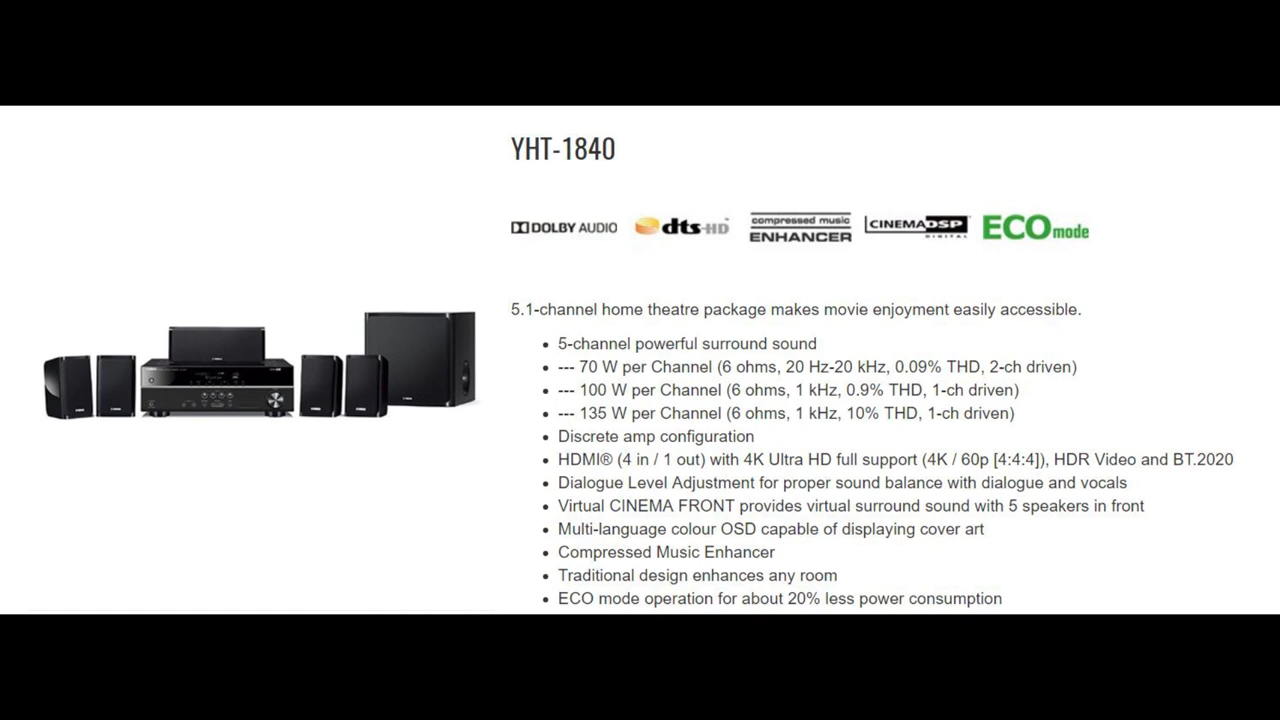 YHT-1840
DOLBY AUDIO dts-HD compressed music ENHANCER CINEMA DSP DIGITAL ECO mode
5.1-channel home theatre package makes movie enjoyment easily accessible.
• 5-channel powerful surround sound
• --- 70 W per Channel (6 ohms, 20 Hz-20 kHz, 0.09% THD, 2-ch driven)
• --- 100 W per Channel (6 ohms, 1 kHz, 0.9% THD, 1-ch driven)
• --- 135 W per Channel (6 ohms, 1 kHz, 10% THD, 1-ch driven)
• Discrete amp configuration
• HDMI® (4 in / 1 out) with 4K Ultra HD full support (4K / 60p [4:4:4]), HDR Video and BT.2020
• Dialogue Level Adjustment for proper sound balance with dialogue and vocals
• Virtual CINEMA FRONT provides virtual surround sound with 5 speakers in front
• Multi-language colour OSD capable of displaying cover art
• Compressed Music Enhancer
• Traditional design enhances any room
• ECO mode operation for about 20% less power consumption